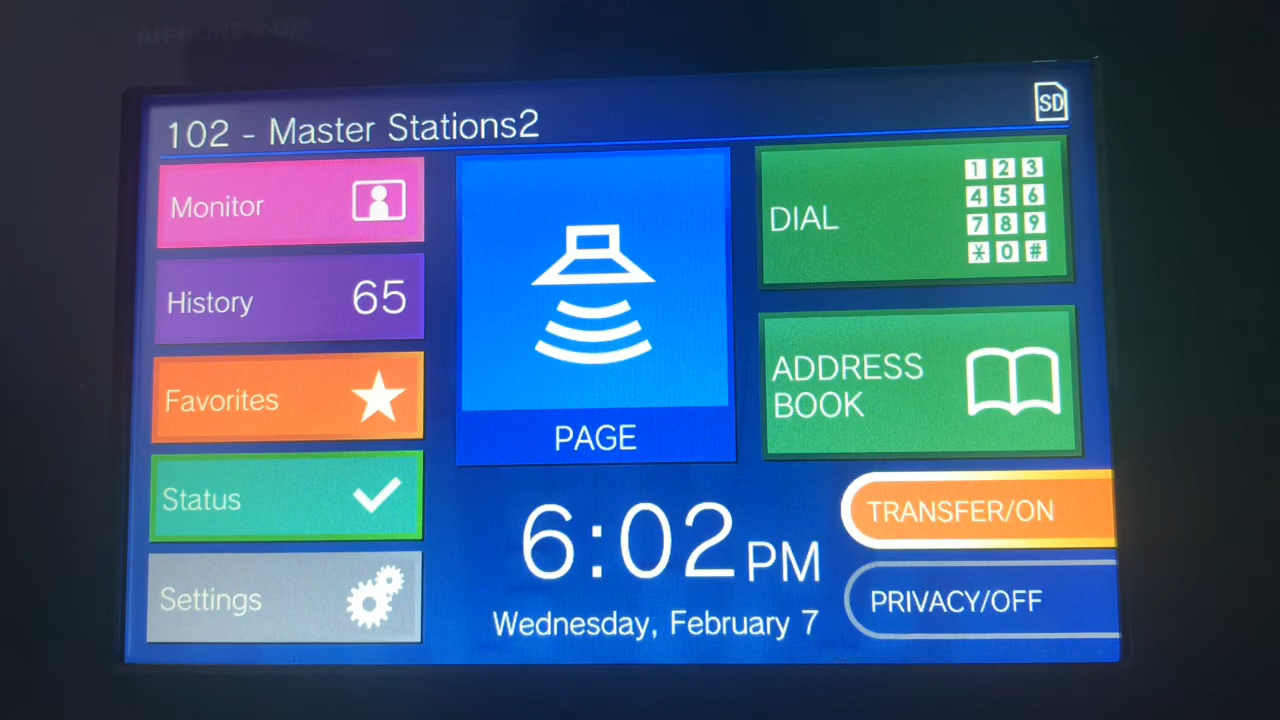 102 - Master Stations2
SD
Monitor
History 65
Favorites
Status
Settings
PAGE
6:02 PM
Wednesday, February 7
DIAL
1 2 3
4 5 6
7 8 9
* 0 #
ADDRESS
BOOK
TRANSFER/ON
PRIVACY/OFF